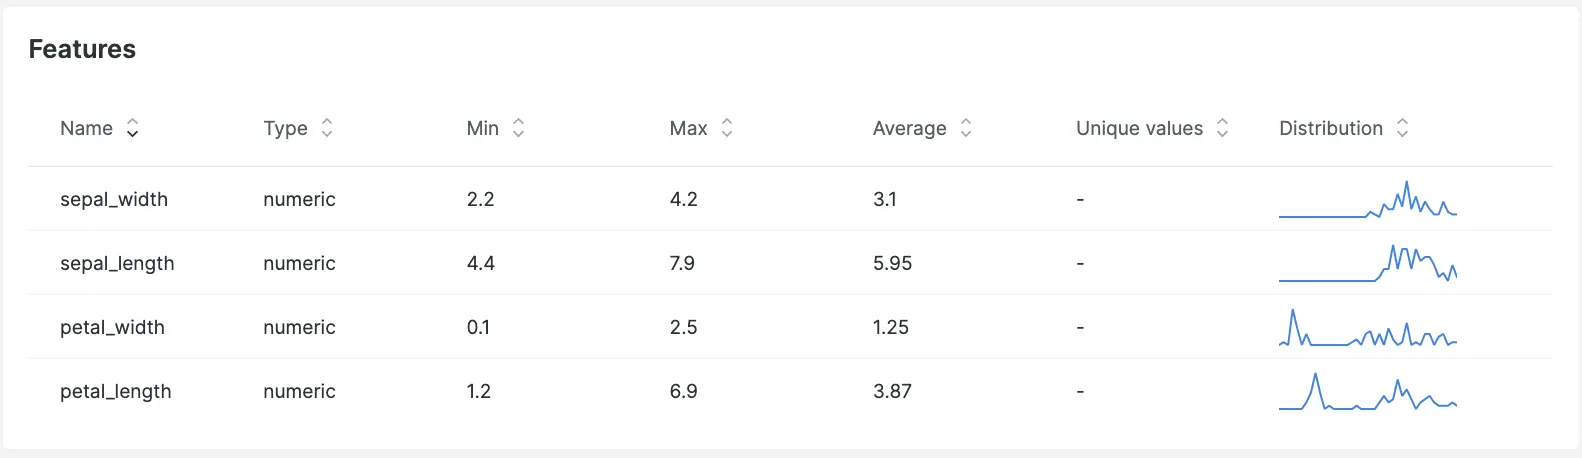 Features
Name Type Min Max Average Unique values Distribution
sepal_width numeric 2.2 4.2 3.1 -
sepal_length numeric 4.4 7.9 5.95 -
petal_width numeric 0.1 2.5 1.25 -
petal_length numeric 1.2 6.9 3.87 -